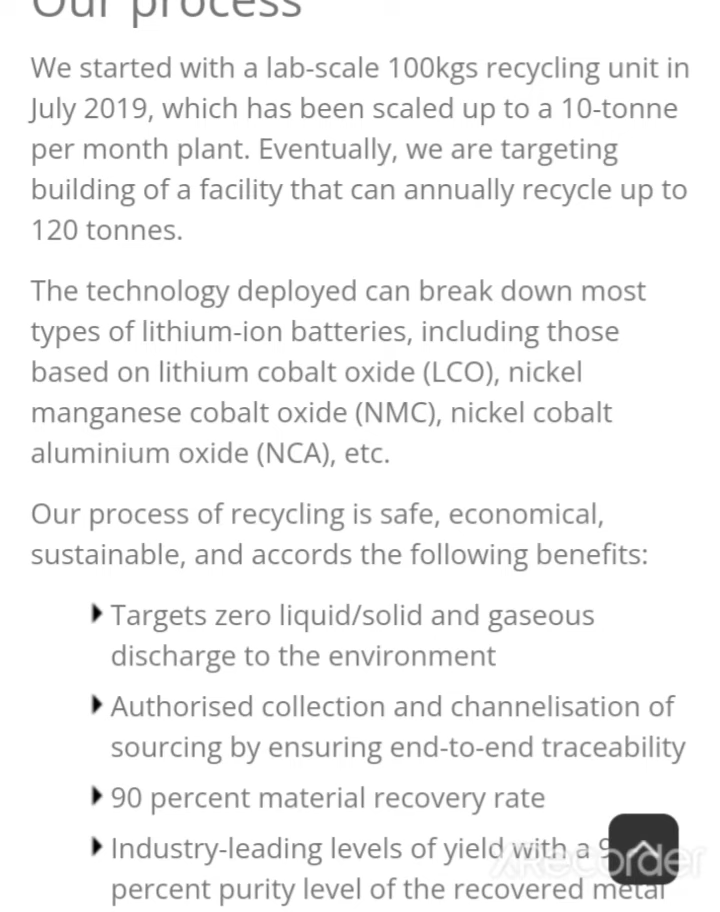 Our process
We started with a lab-scale 100kgs recycling unit in
July 2019, which has been scaled up to a 10-tonne
per month plant. Eventually, we are targeting
building of a facility that can annually recycle up to
120 tonnes.
The technology deployed can break down most
types of lithium-ion batteries, including those
based on lithium cobalt oxide (LCO), nickel
manganese cobalt oxide (NMC), nickel cobalt
aluminium oxide (NCA), etc.
Our process of recycling is safe, economical,
sustainable, and accords the following benefits:
Targets zero liquid/solid and gaseous
discharge to the environment
Authorised collection and channelisation of
sourcing by ensuring end-to-end traceability
90 percent material recovery rate
Industry-leading levels of yield with a
XRecorder
percent purity level of the recovered metal